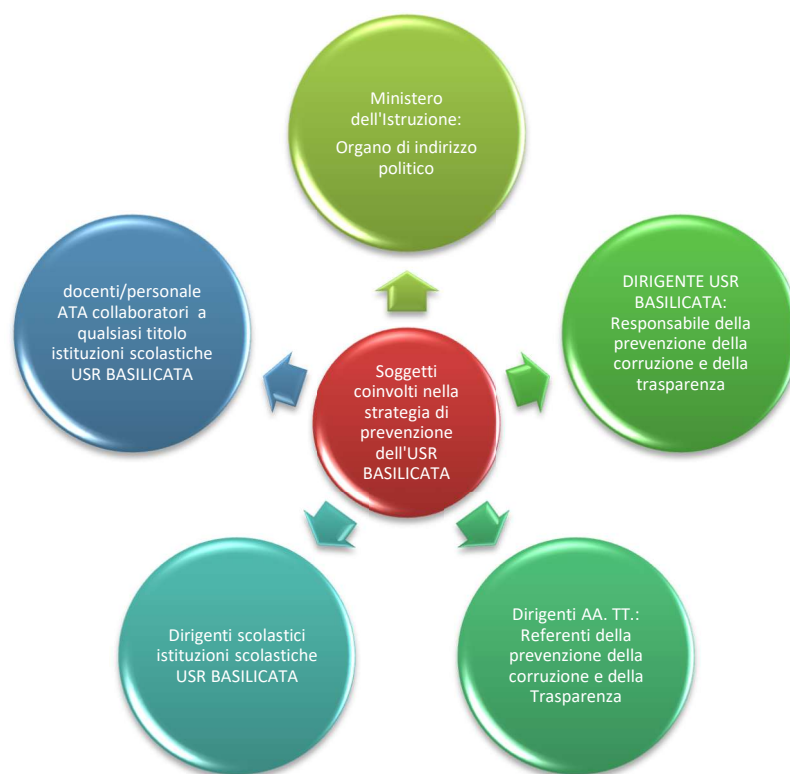 Ministero
dell'Istruzione:
Organo di indirizzo
politico
DIRIGENTE USR
BASILICATA:
Responsabile della
prevenzione della
corruzione e della
trasparenza
Dirigenti AA. TT.:
Referenti della
prevenzione della
corruzione e della
Trasparenza
Dirigenti scolastici
istituzioni scolastiche
USR BASILICATA
docenti/personale
ATA collaboratori a
qualsiasi titolo
istituzioni scolastiche
USR BASILICATA
Soggetti
coinvolti nella
strategia di
prevenzione
dell'USR
BASILICATA